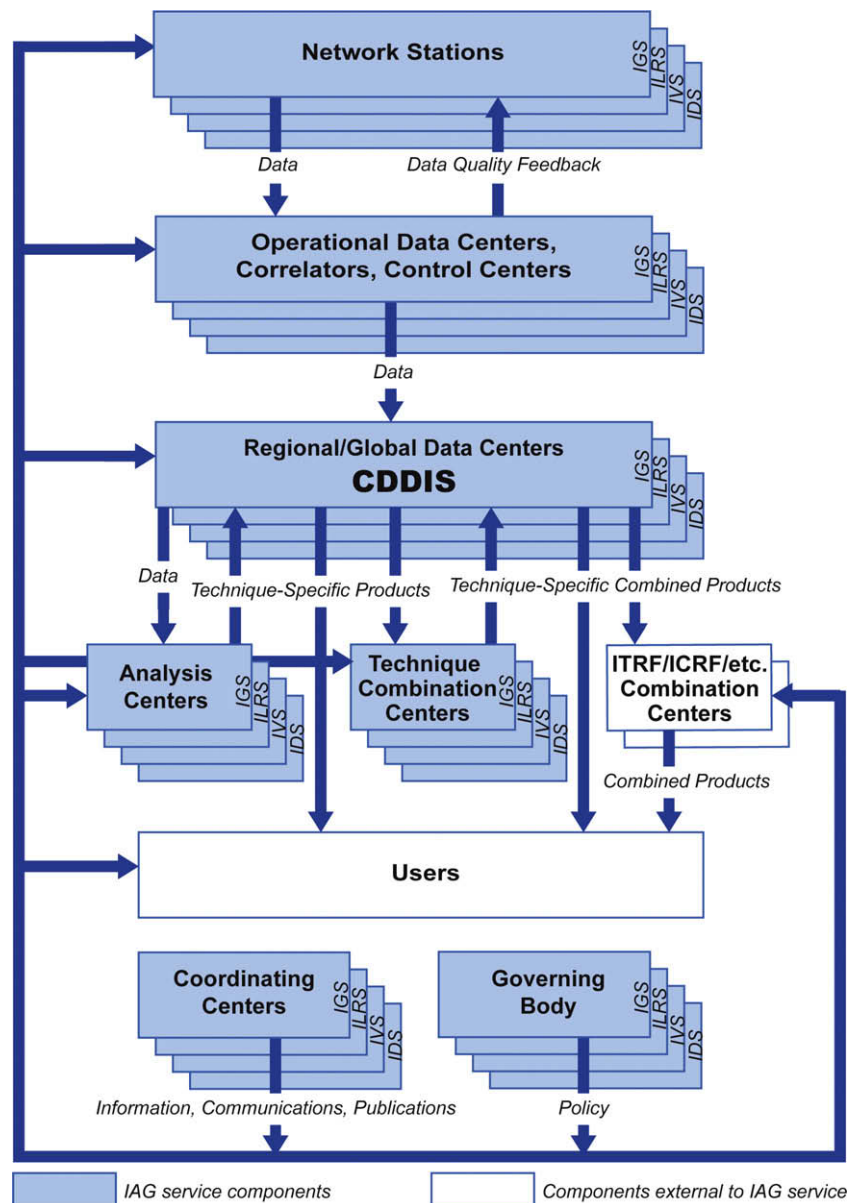 Network Stations
IGS
ILRS
IVS
IDS
Data
Data Quality Feedback
Operational Data Centers,
Correlators, Control Centers
IGS
ILRS
IVS
IDS
Data
Regional/Global Data Centers
CDDIS
IGS
ILRS
IVS
IDS
Data
Technique-Specific Products
Technique-Specific Combined Products
Analysis
Centers
IGS
ILRS
IVS
IDS
Technique
Combination
Centers
IGS
ILRS
IVS
IDS
ITRF/ICRF/etc.
Combination
Centers
Combined Products
Users
Coordinating
Centers
IGS
ILRS
IVS
IDS
Governing
Body
IGS
ILRS
IVS
IDS
Information, Communications, Publications
Policy
IAG service components
Components external to IAG service